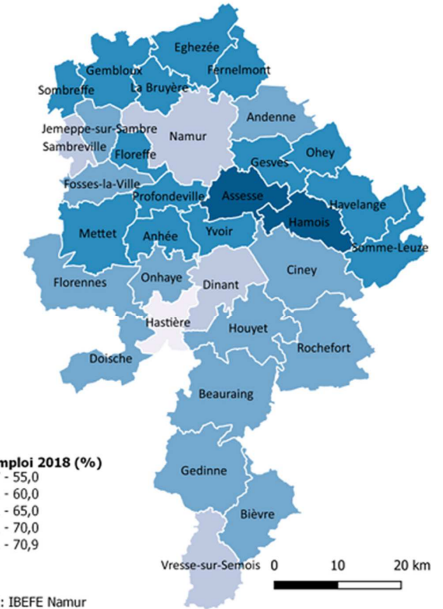 Eghezée
Gembloux
Fernelmont
Sombreffe
La Bruyère
Andenne
Jemeppe-sur-Sambre
Namur
Sambreville
Floreffe
Ohey
Gesves
Fosses-la-Ville
Profondeville
Assesse
Havelange
Hamois
Mettet
Anhée
Yvoir
Somme-Leuze
Ciney
Onhaye
Florennes
Dinant
Hastière
Houyet
Rochefort
Doische
Beauraing
mploi 2018 (%)
- 55,0
- 60,0
- 65,0
- 70,0
- 70,9
Gedinne
Bièvre
Vresse-sur-Semois
0 10 20 km
: IBEFE Namur